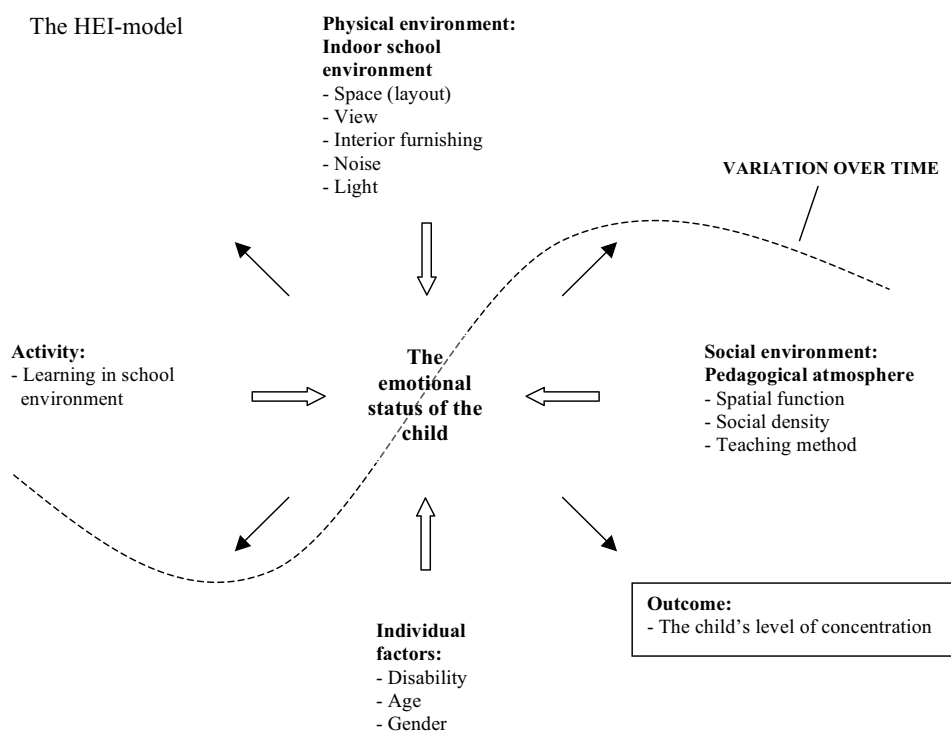 The HEI-model
Physical environment:
Indoor school
environment
- Space (layout)
- View
- Interior furnishing
- Noise
- Light
VARIATION OVER TIME
Activity:
- Learning in school
environment
The
emotional
status of the
child
Social environment:
Pedagogical atmosphere
- Spatial function
- Social density
- Teaching method
Individual
factors:
- Disability
- Age
- Gender
Outcome:
- The child's level of concentration